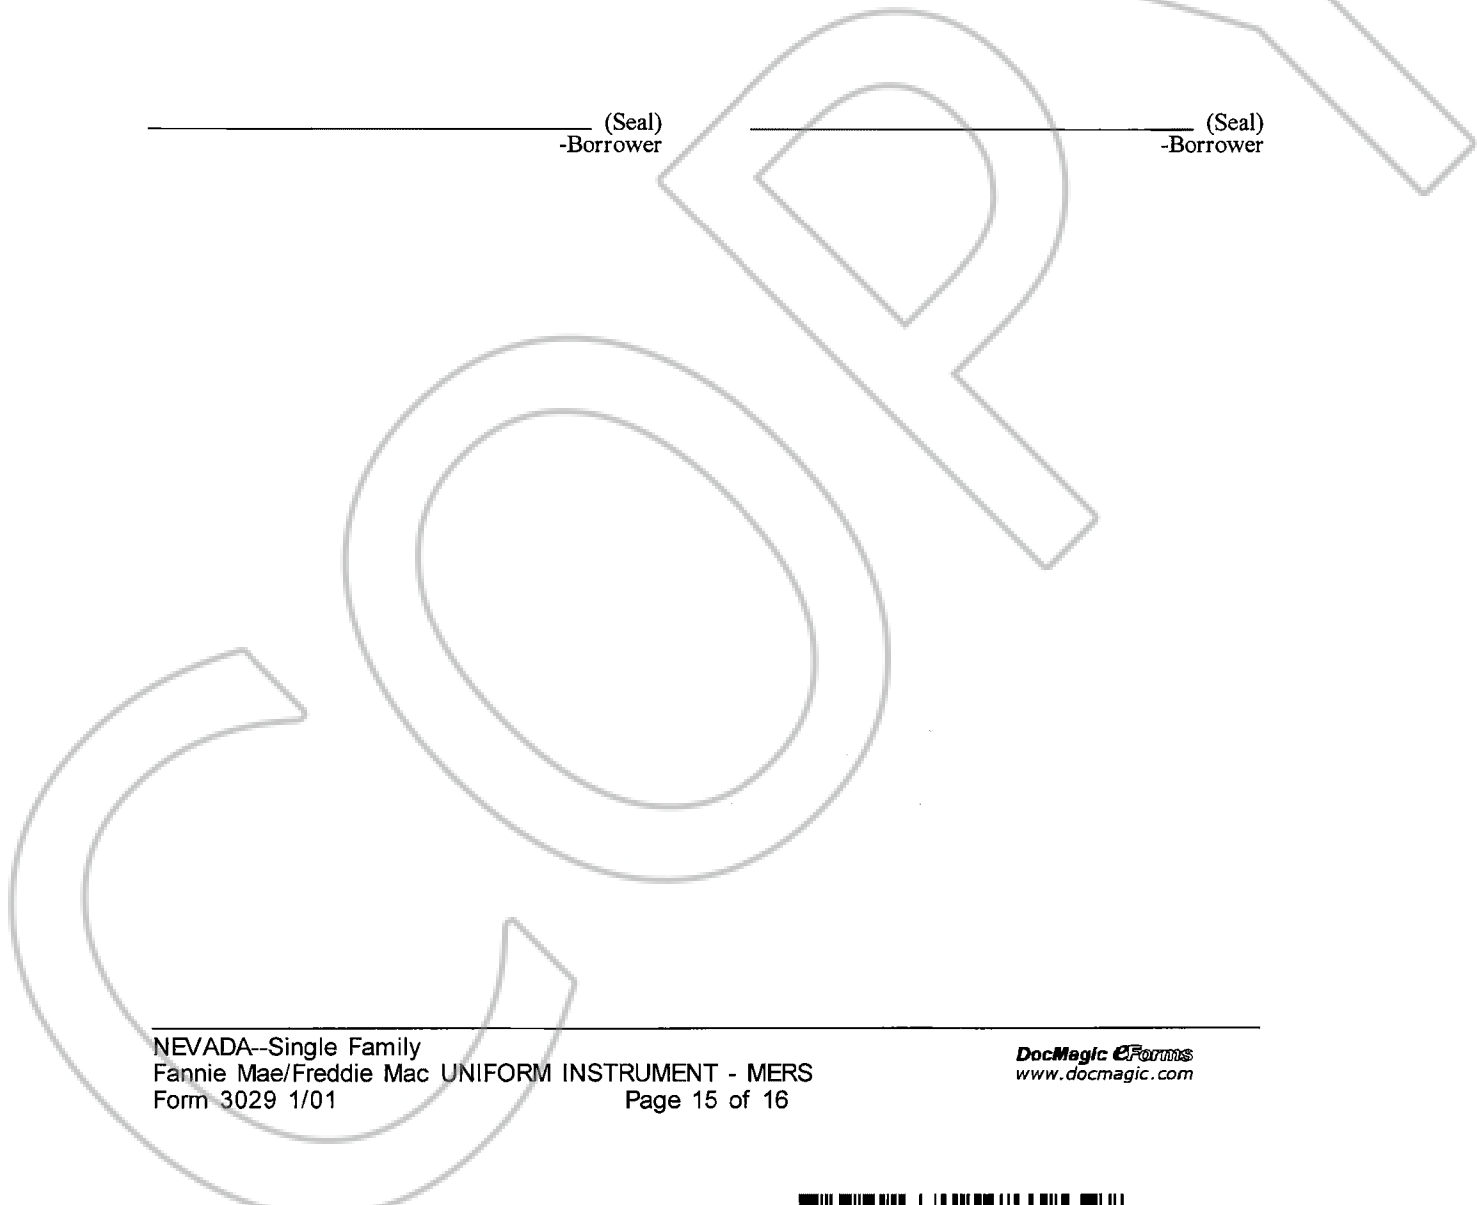 (Seal) (Seal)
-Borrower -Borrower
COPY
NEVADA--Single Family
Fannie Mae/Freddie Mac UNIFORM INSTRUMENT - MERS
Form 3029 1/01 Page 15 of 16
DocMagic eForms
www.docmagic.com